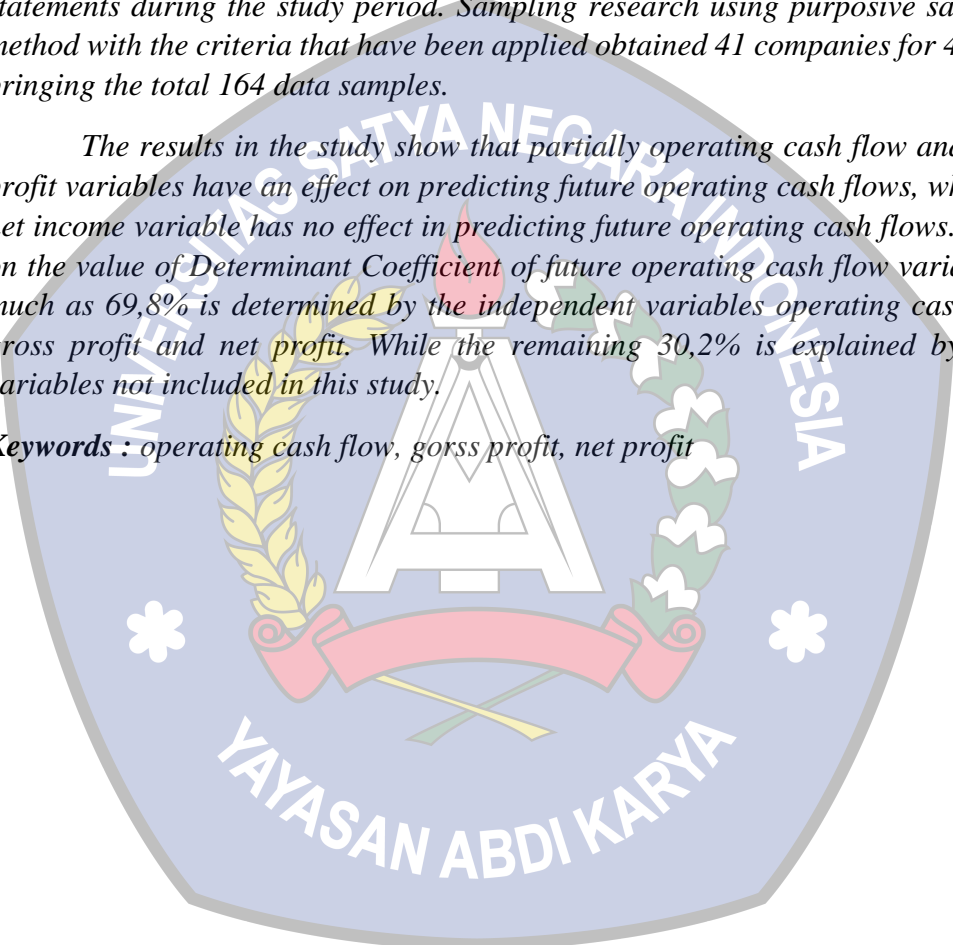 statements during the study period. Sampling research using purposive sa
method with the criteria that have been applied obtained 41 companies for 4
bringing the total 164 data samples.
The results in the study show that partially operating cash flow and
profit variables have an effect on predicting future operating cash flows, wh
net income variable has no effect in predicting future operating cash flows.
on the value of Determinant Coefficient of future operating cash flow varia
much as 69,8% is determined by the independent variables operating cas
gross profit and net profit. While the remaining 30,2% is explained by
variables not included in this study.
Keywords : operating cash flow, gorss profit, net profit
UNIVERSITAS SATYA NEGARA INDONESIA
YAYASAN ABDI KARYA